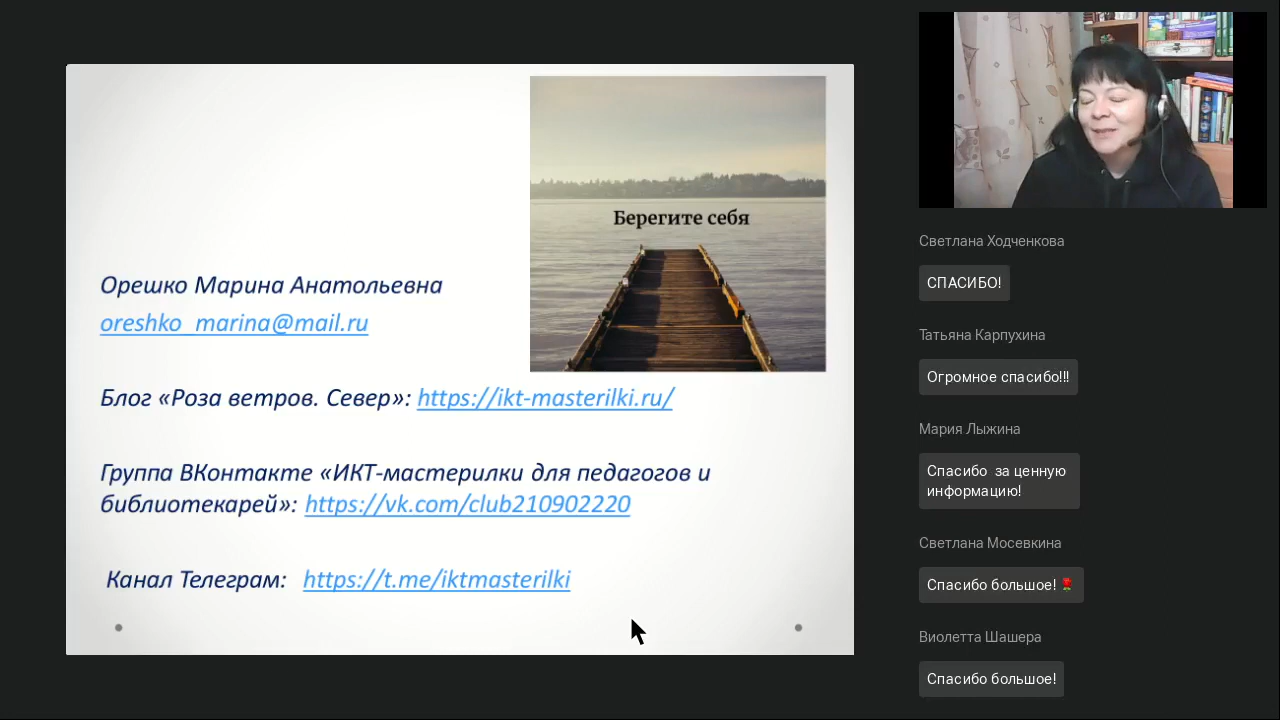 Берегите себя
Орешко Марина Анатольевна
oreshko_marina@mail.ru
Блог «Роза ветров. Север»: https://ikt-masterilki.ru/
Группа ВКонтакте «ИКТ-мастерилки для педагогов и
библиотекарей»: https://vk.com/club210902220
Канал Телеграм: https://t.me/iktmasterilki
Светлана Ходченкова
СПАСИБО!
Татьяна Карпухина
Огромное спасибо!!!
Мария Лыжина
Спасибо за ценную
информацию!
Светлана Мосевкина
Спасибо большое! 🌹
Виолетта Шашера
Спасибо большое!